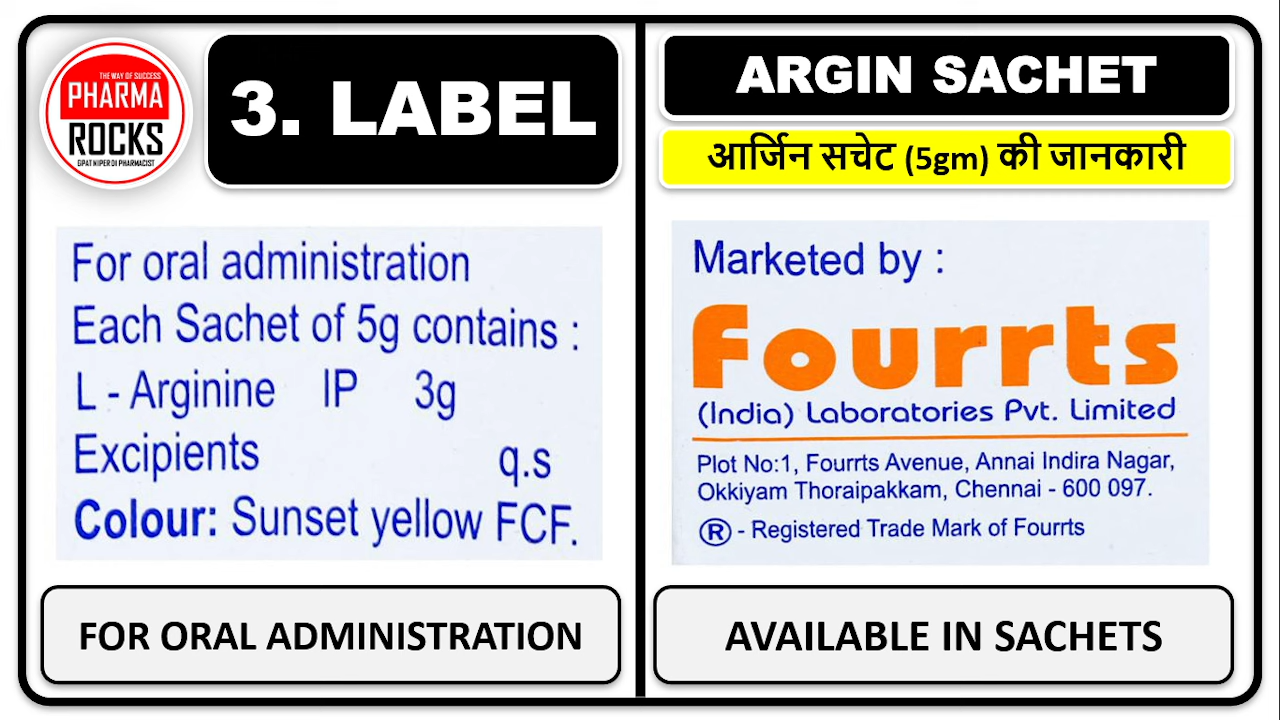 THE WAY OF SUCCESS
PHARMA
ROCKS
GPAT NIPER DI PHARMACIST
3. LABEL
For oral administration
Each Sachet of 5g contains :
L - Arginine IP 3g
Excipients q.s
Colour: Sunset yellow FCF.
FOR ORAL ADMINISTRATION
ARGIN SACHET
आर्जिन सचेट (5gm) की जानकारी
Marketed by :
Fourrts
(India) Laboratories Pvt. Limited
Plot No:1, Fourrts Avenue, Annai Indira Nagar,
Okkiyam Thoraipakkam, Chennai - 600 097.
® - Registered Trade Mark of Fourrts
AVAILABLE IN SACHETS